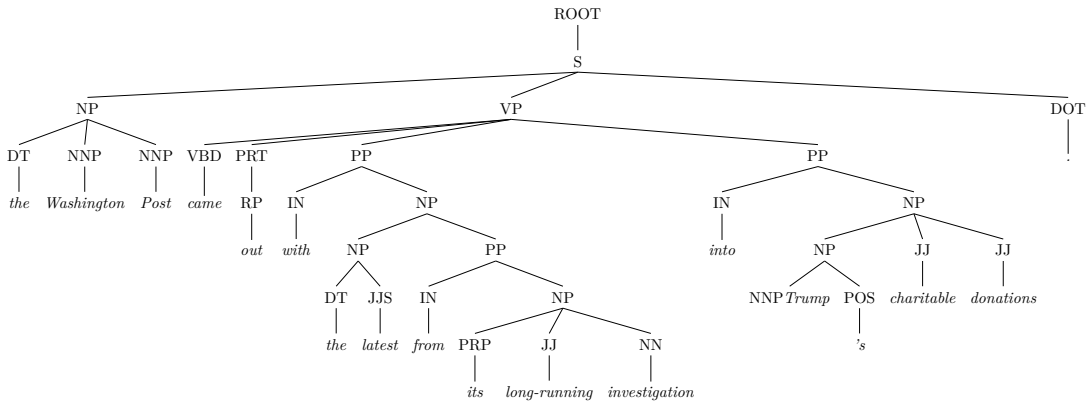 ROOT
S
NP VP DOT
DT NNP NNP VBD PRT PP PP .
the Washington Post came RP IN NP IN NP
out with NP PP into NP JJ JJ
DT JJS IN NP NNP Trump POS charitable donations
the latest from PRP JJ NN 's
its long-running investigation